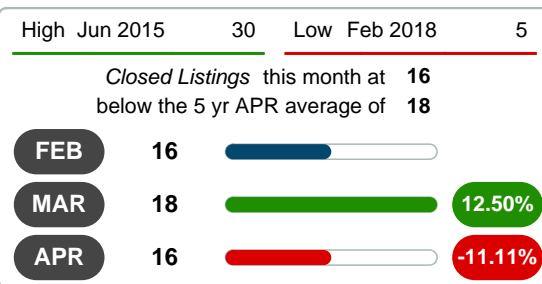 High Jun 2015 30 Low Feb 2018 5
Closed Listings this month at 16
below the 5 yr APR average of 18
FEB 16
MAR 18 12.50%
APR 16 -11.11%